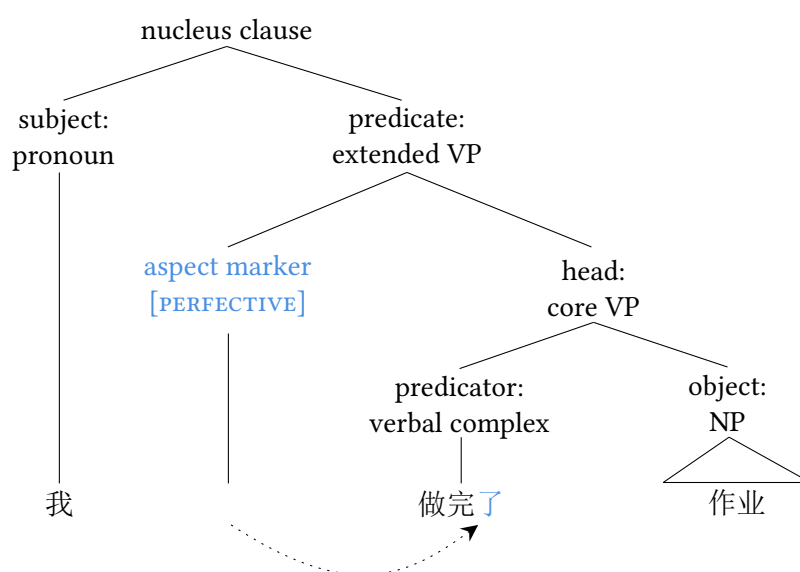 nucleus clause
subject:
pronoun
predicate:
extended VP
aspect marker
[PERFECTIVE]
head:
core VP
predicator:
verbal complex
object:
NP
我
做完了
作业